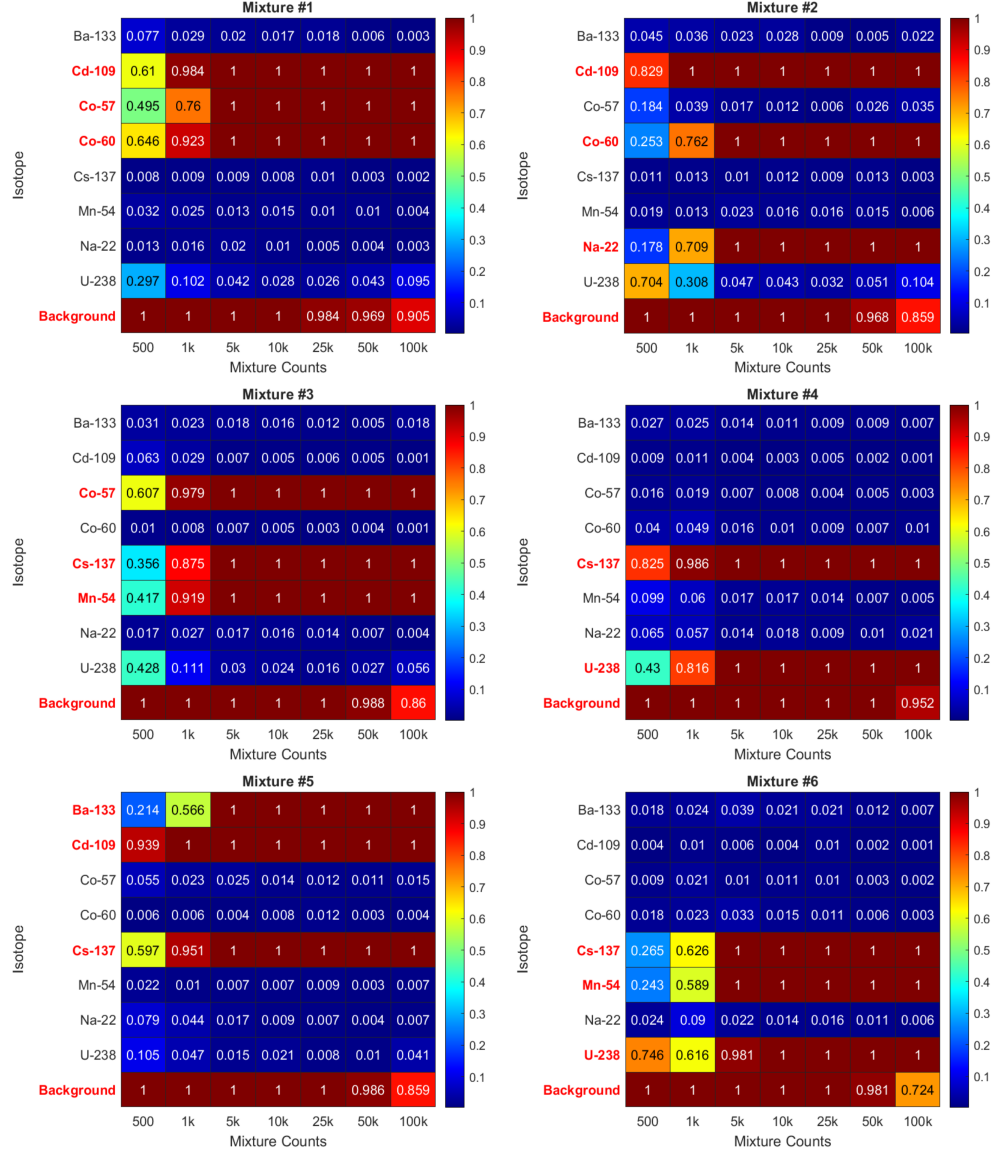 Mixture #1
Isotope
Ba-133 0.077 0.029 0.02 0.017 0.018 0.006 0.003
Cd-109 0.61 0.984 1 1 1 1 1
Co-57 0.495 0.76 1 1 1 1 1
Co-60 0.646 0.923 1 1 1 1 1
Cs-137 0.008 0.009 0.009 0.008 0.01 0.003 0.002
Mn-54 0.032 0.025 0.013 0.015 0.01 0.01 0.004
Na-22 0.013 0.016 0.02 0.01 0.005 0.004 0.003
U-238 0.297 0.102 0.042 0.028 0.026 0.043 0.095
Background 1 1 1 1 0.984 0.969 0.905
500 1k 5k 10k 25k 50k 100k
Mixture Counts
1
0.9
0.8
0.7
0.6
0.5
0.4
0.3
0.2
0.1
Mixture #2
Isotope
Ba-133 0.045 0.036 0.023 0.028 0.009 0.005 0.022
Cd-109 0.829 1 1 1 1 1 1
Co-57 0.184 0.039 0.017 0.012 0.006 0.026 0.035
Co-60 0.253 0.762 1 1 1 1 1
Cs-137 0.011 0.013 0.01 0.012 0.009 0.013 0.003
Mn-54 0.019 0.013 0.023 0.016 0.016 0.015 0.006
Na-22 0.178 0.709 1 1 1 1 1
U-238 0.704 0.308 0.047 0.043 0.032 0.051 0.104
Background 1 1 1 1 1 0.968 0.859
500 1k 5k 10k 25k 50k 100k
Mixture Counts
1
0.9
0.8
0.7
0.6
0.5
0.4
0.3
0.2
0.1
Mixture #3
Isotope
Ba-133 0.031 0.023 0.018 0.016 0.012 0.005 0.018
Cd-109 0.063 0.029 0.007 0.005 0.006 0.005 0.001
Co-57 0.607 0.979 1 1 1 1 1
Co-60 0.01 0.008 0.007 0.005 0.003 0.004 0.001
Cs-137 0.356 0.875 1 1 1 1 1
Mn-54 0.417 0.919 1 1 1 1 1
Na-22 0.017 0.027 0.017 0.016 0.014 0.007 0.004
U-238 0.428 0.111 0.03 0.024 0.016 0.027 0.056
Background 1 1 1 1 1 0.988 0.86
500 1k 5k 10k 25k 50k 100k
Mixture Counts
1
0.9
0.8
0.7
0.6
0.5
0.4
0.3
0.2
0.1
Mixture #4
Isotope
Ba-133 0.027 0.025 0.014 0.011 0.009 0.009 0.007
Cd-109 0.009 0.011 0.004 0.003 0.005 0.002 0.001
Co-57 0.016 0.019 0.007 0.008 0.004 0.005 0.003
Co-60 0.04 0.049 0.016 0.01 0.009 0.007 0.01
Cs-137 0.825 0.986 1 1 1 1 1
Mn-54 0.099 0.06 0.017 0.017 0.014 0.007 0.005
Na-22 0.065 0.057 0.014 0.018 0.009 0.01 0.021
U-238 0.43 0.816 1 1 1 1 1
Background 1 1 1 1 1 1 0.952
500 1k 5k 10k 25k 50k 100k
Mixture Counts
1
0.9
0.8
0.7
0.6
0.5
0.4
0.3
0.2
0.1
Mixture #5
Isotope
Ba-133 0.214 0.566 1 1 1 1 1
Cd-109 0.939 1 1 1 1 1 1
Co-57 0.055 0.023 0.025 0.014 0.012 0.011 0.015
Co-60 0.006 0.006 0.004 0.008 0.012 0.003 0.004
Cs-137 0.597 0.951 1 1 1 1 1
Mn-54 0.022 0.01 0.007 0.007 0.009 0.003 0.007
Na-22 0.079 0.044 0.017 0.009 0.007 0.004 0.007
U-238 0.105 0.047 0.015 0.021 0.008 0.01 0.041
Background 1 1 1 1 1 0.986 0.859
500 1k 5k 10k 25k 50k 100k
Mixture Counts
1
0.9
0.8
0.7
0.6
0.5
0.4
0.3
0.2
0.1
Mixture #6
Isotope
Ba-133 0.018 0.024 0.039 0.021 0.021 0.012 0.007
Cd-109 0.004 0.01 0.006 0.004 0.01 0.002 0.001
Co-57 0.009 0.021 0.01 0.011 0.01 0.003 0.002
Co-60 0.018 0.023 0.033 0.015 0.011 0.006 0.003
Cs-137 0.265 0.626 1 1 1 1 1
Mn-54 0.243 0.589 1 1 1 1 1
Na-22 0.024 0.09 0.022 0.014 0.016 0.011 0.006
U-238 0.746 0.616 0.981 1 1 1 1
Background 1 1 1 1 1 0.981 0.724
500 1k 5k 10k 25k 50k 100k
Mixture Counts
1
0.9
0.8
0.7
0.6
0.5
0.4
0.3
0.2
0.1